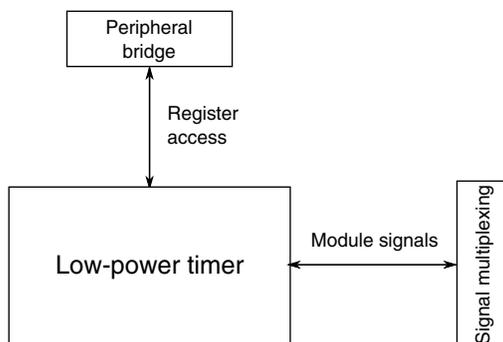 Peripheral
bridge
Register
access
Low-power timer
Module signals
Signal multiplexing